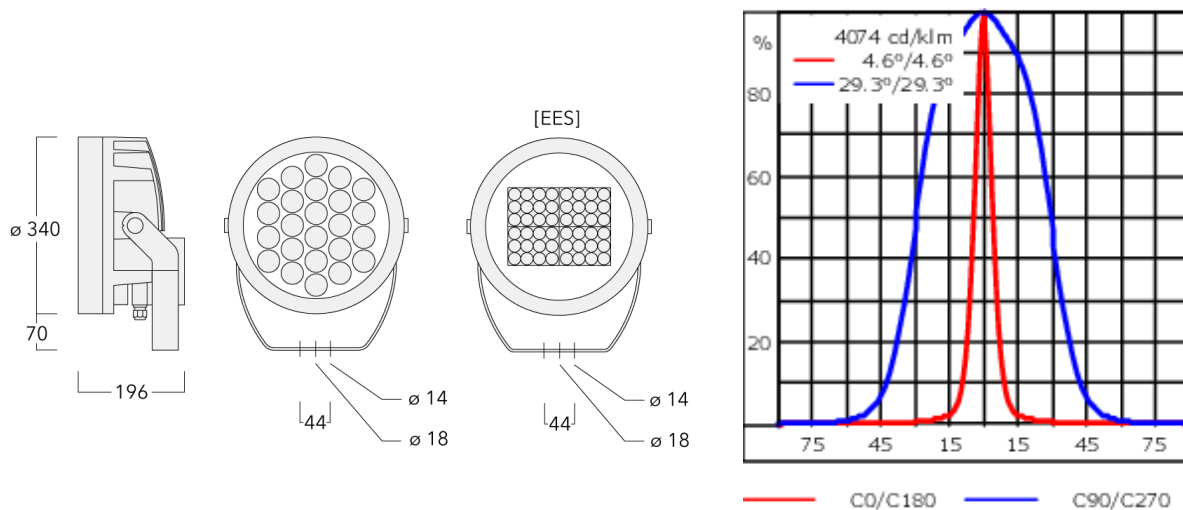 ø 340
70
196
44
ø 14
ø 18
[EES]
44
ø 14
ø 18
4074 cd/klm
4.6º/4.6º
29.3º/29.3º
%
80
60
40
20
75 45 15 15 45 75
C0/C180 C90/C270